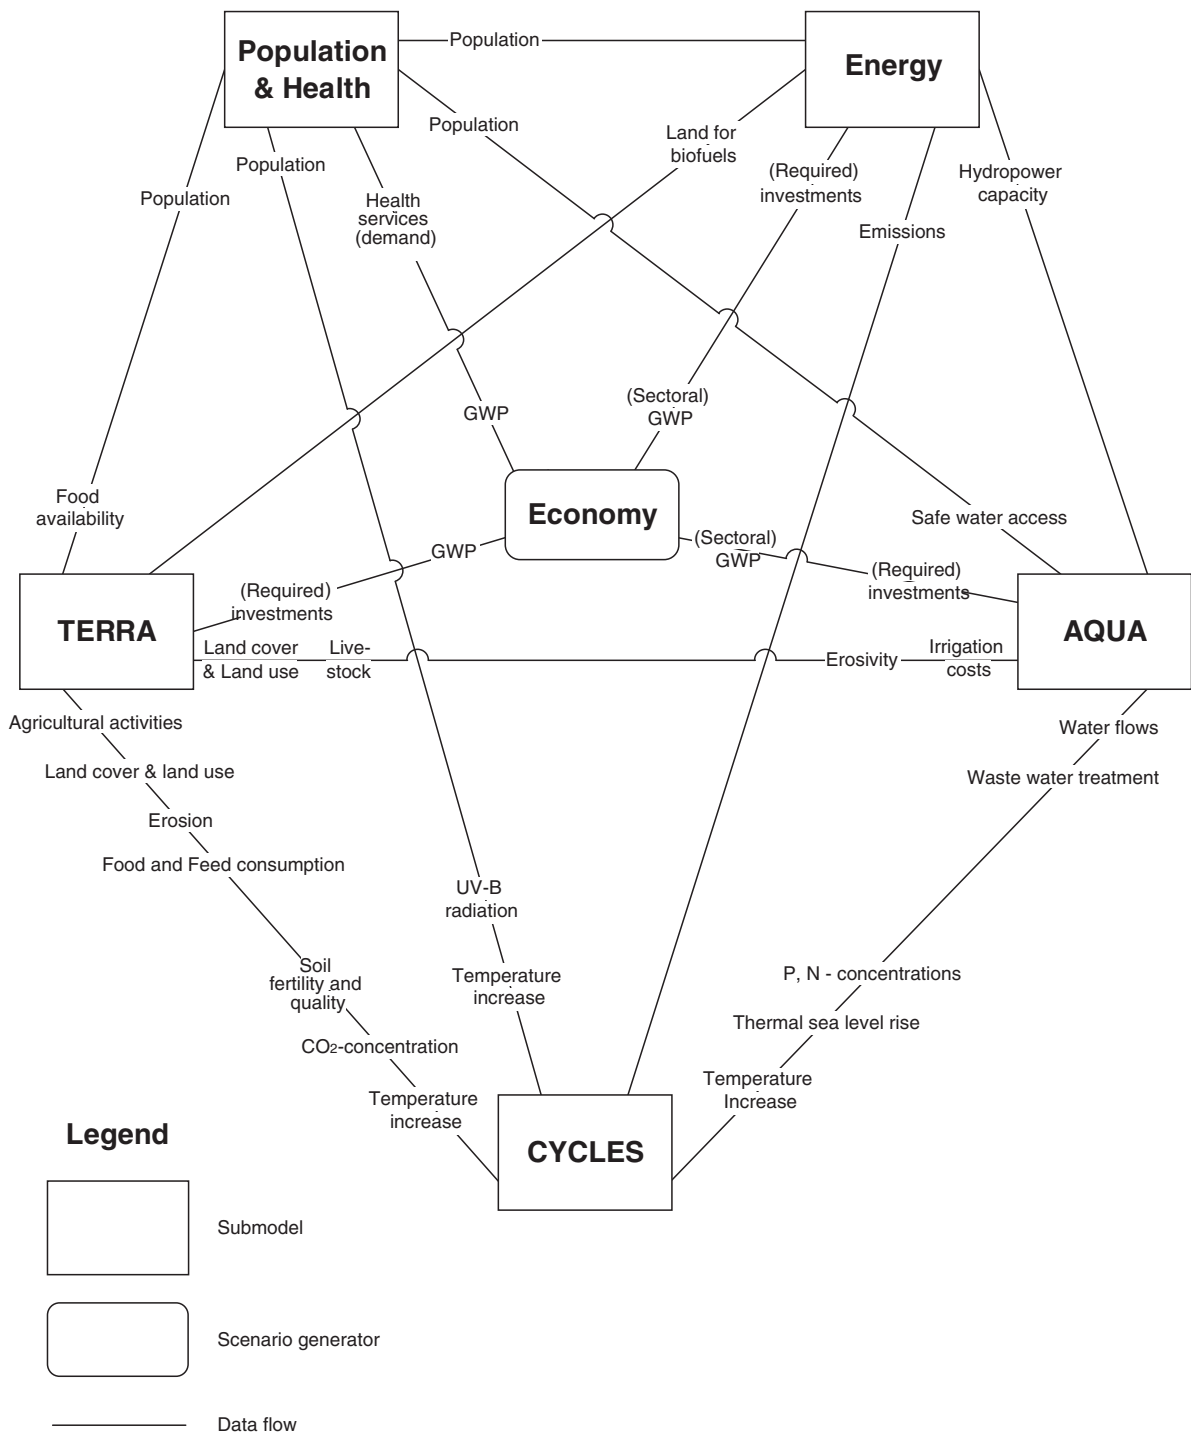 Population
& Health
Population
Energy
Population
Population
Population
Health
services
(demand)
Land for
biofuels
(Required)
investments
Hydropower
capacity
Emissions
GWP
(Sectoral)
GWP
Food
availability
Economy
Safe water access
GWP
(Sectoral)
GWP
(Required)
investments
(Required)
investments
TERRA
AQUA
Land cover
& Land use
Live-
stock
Erosivity
Irrigation
costs
Agricultural activities
Land cover & land use
Erosion
Food and Feed consumption
Water flows
Waste water treatment
UV-B
radiation
Soil
fertility and
quality
Temperature
increase
P, N - concentrations
Thermal sea level rise
CO2-concentration
Temperature
increase
Temperature
Increase
CYCLES
Legend
Submodel
Scenario generator
Data flow